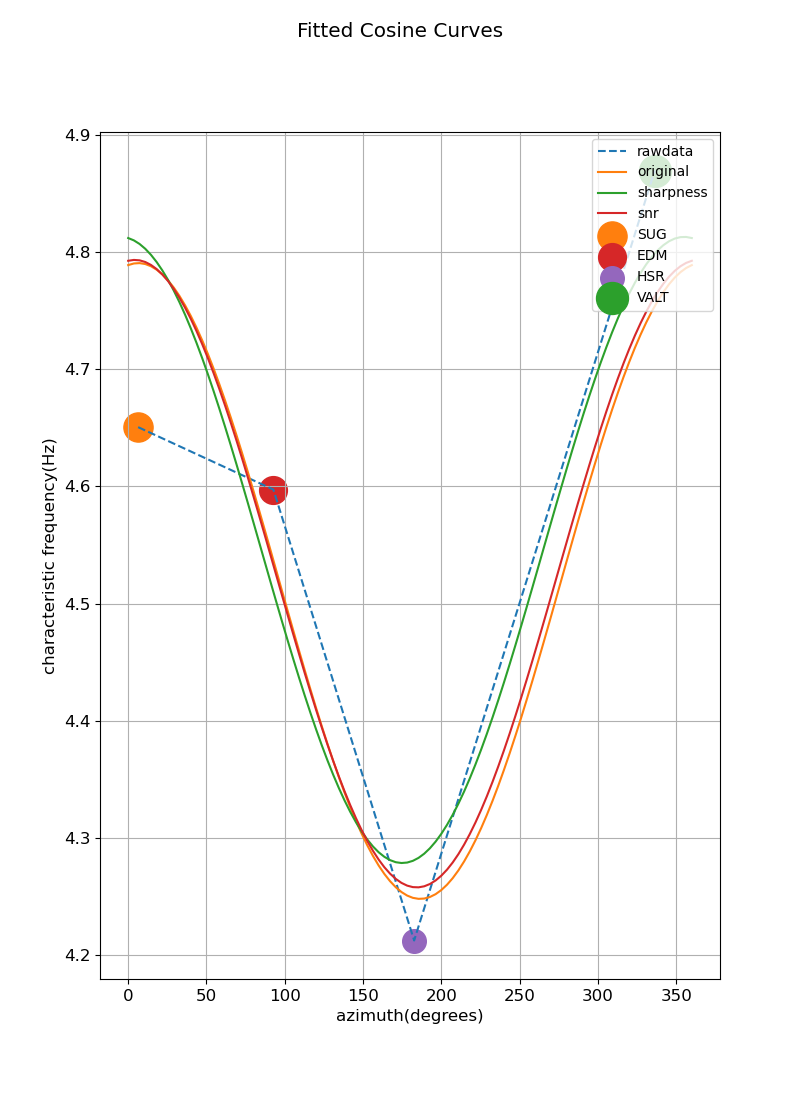 Fitted Cosine Curves
characteristic frequency(Hz)
4.9
4.8
4.7
4.6
4.5
4.4
4.3
4.2
rawdata
original
sharpness
snr
SUG
EDM
HSR
VALT
0 50 100 150 200 250 300 350
azimuth(degrees)